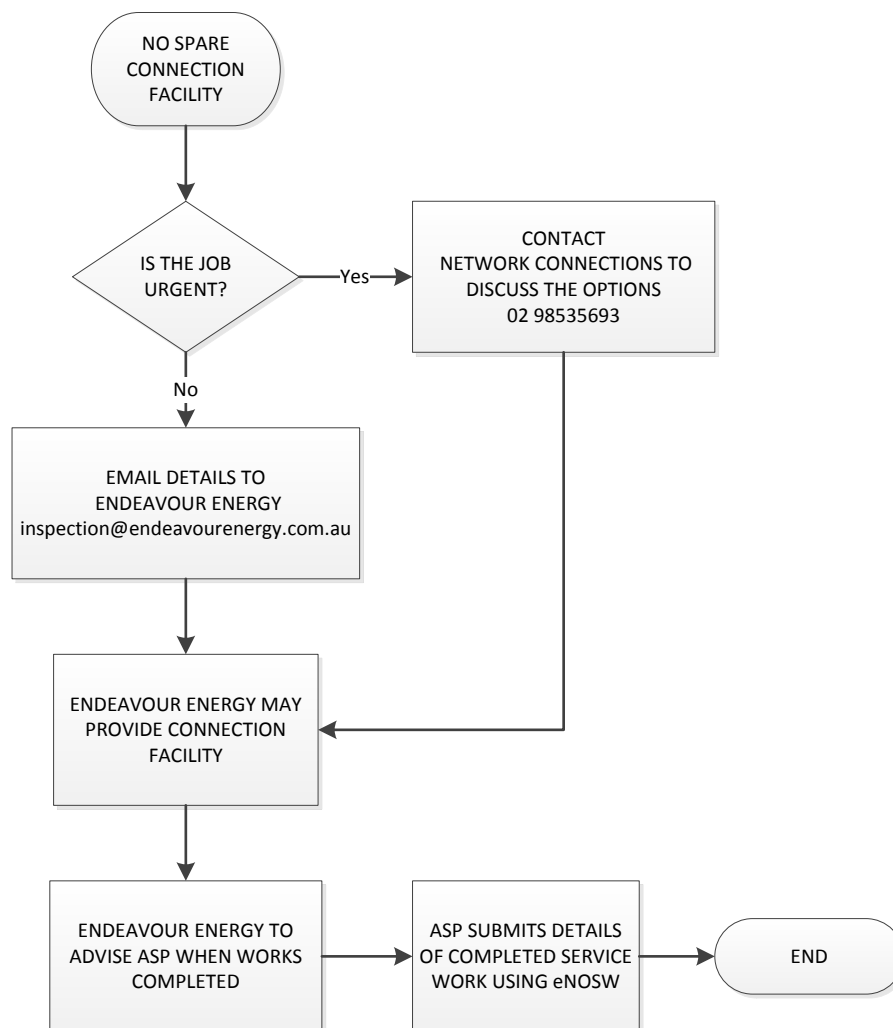 NO SPARE
CONNECTION
FACILITY
IS THE JOB
URGENT?
Yes
CONTACT
NETWORK CONNECTIONS TO
DISCUSS THE OPTIONS
02 98535693
No
EMAIL DETAILS TO
ENDEAVOUR ENERGY
inspection@endeavourenergy.com.au
ENDEAVOUR ENERGY MAY
PROVIDE CONNECTION
FACILITY
ENDEAVOUR ENERGY TO
ADVISE ASP WHEN WORKS
COMPLETED
ASP SUBMITS DETAILS
OF COMPLETED SERVICE
WORK USING eNOSW
END